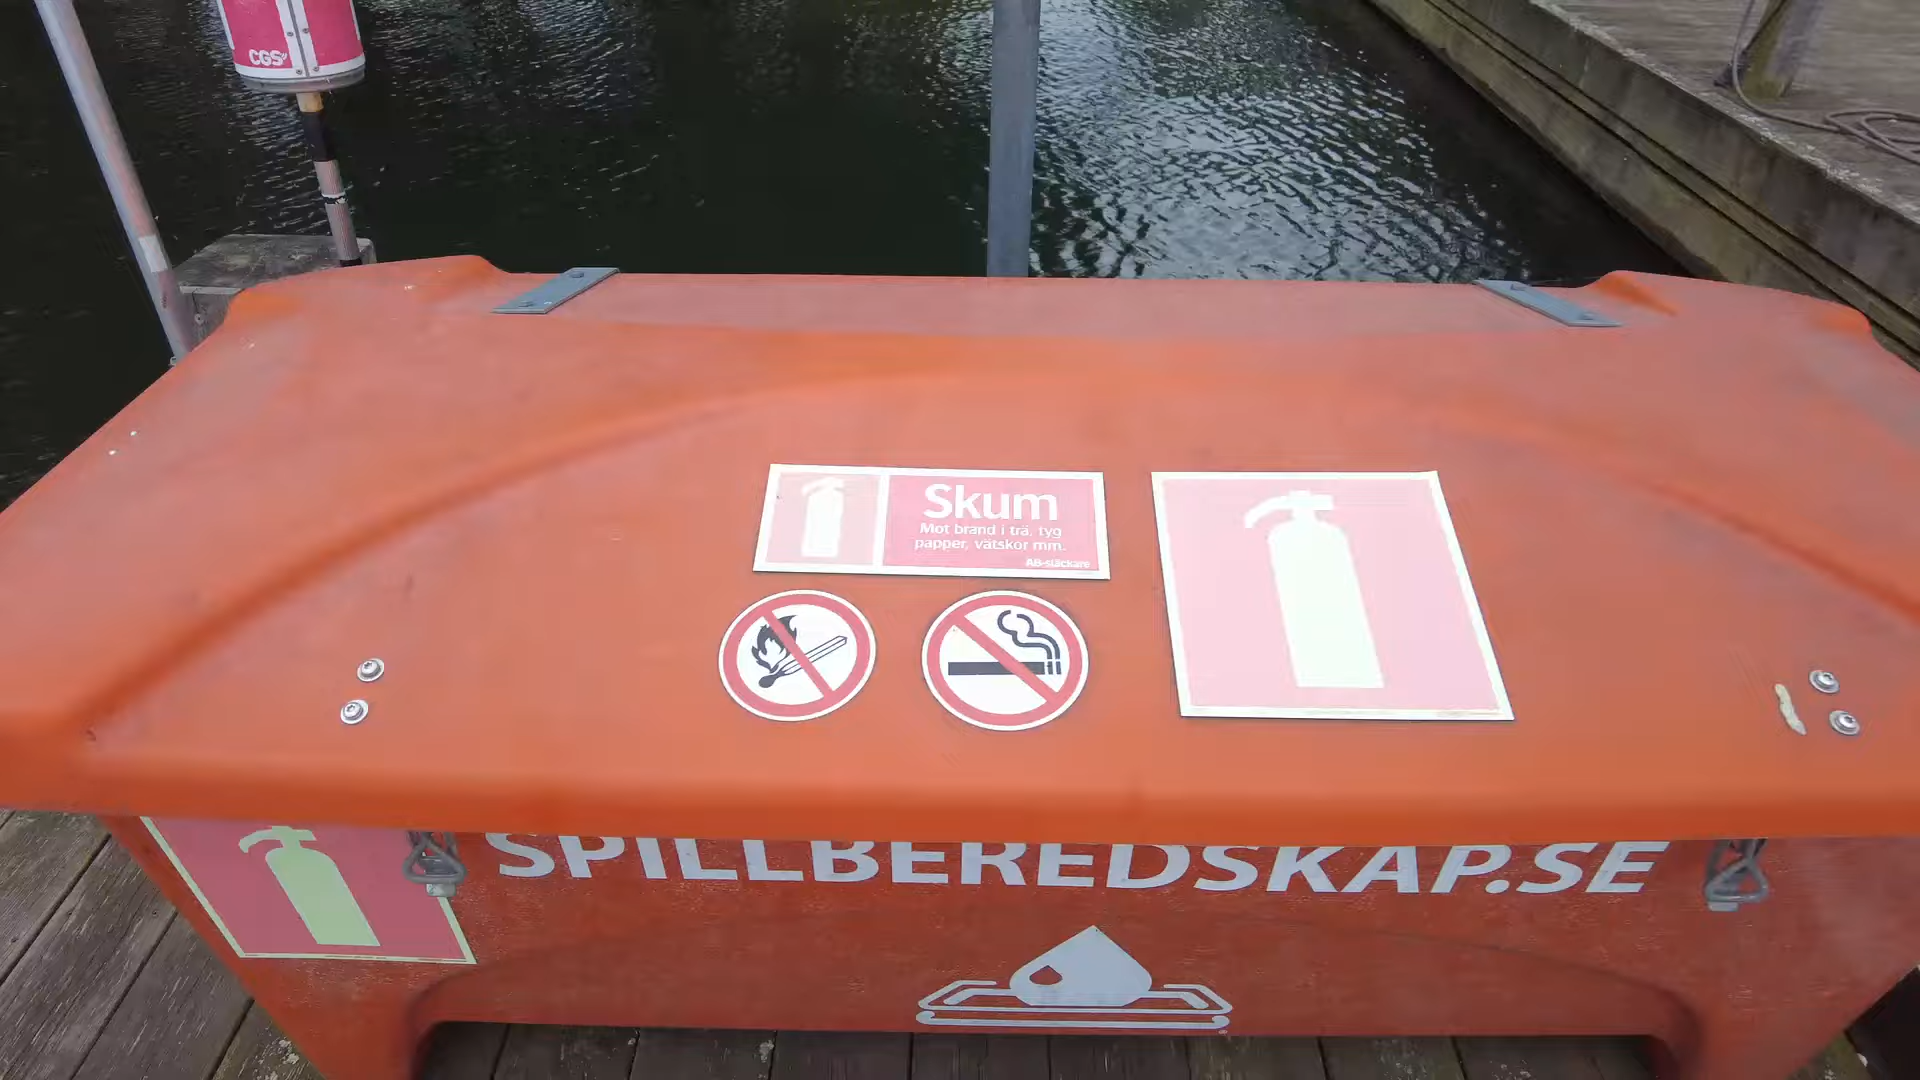 CGS
Skum
Mot brand i trä, tyg
papper, vätskor mm.
AB-släckare
SPILLBEREDSKAP.SE